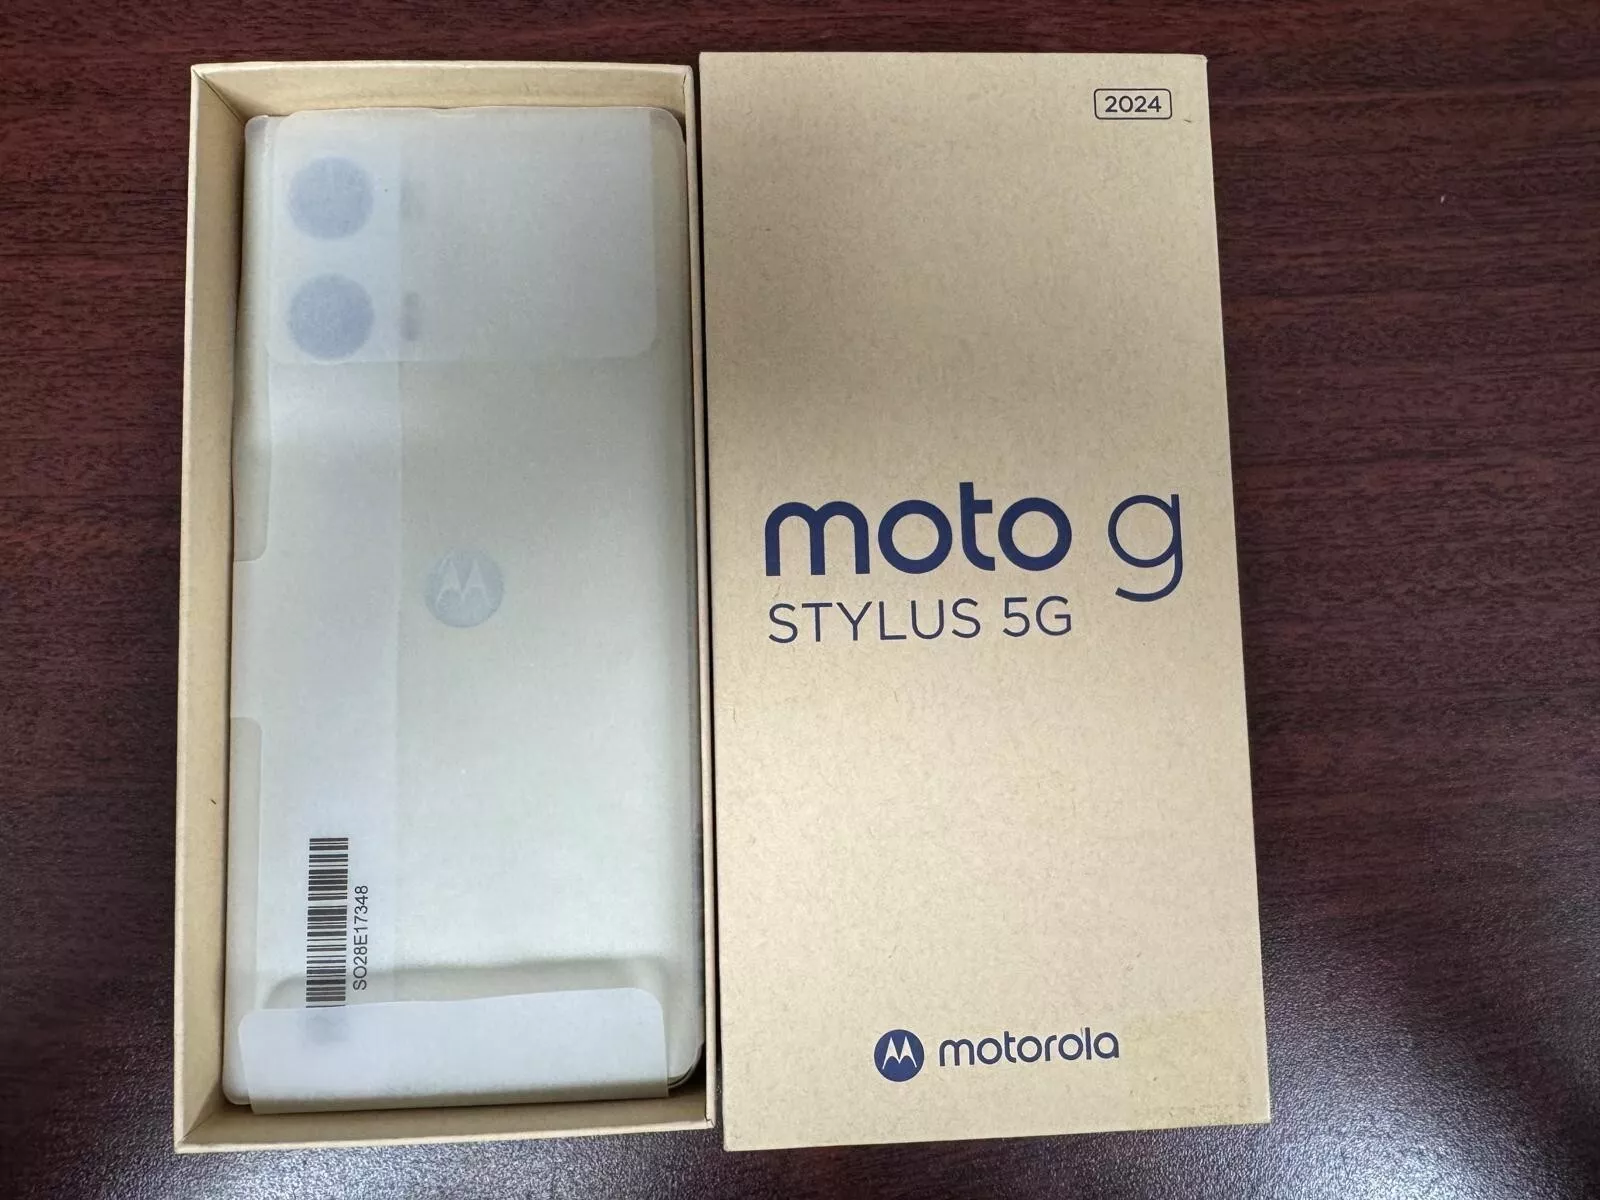 2024
moto g
STYLUS 5G
motorola
SO28E17348